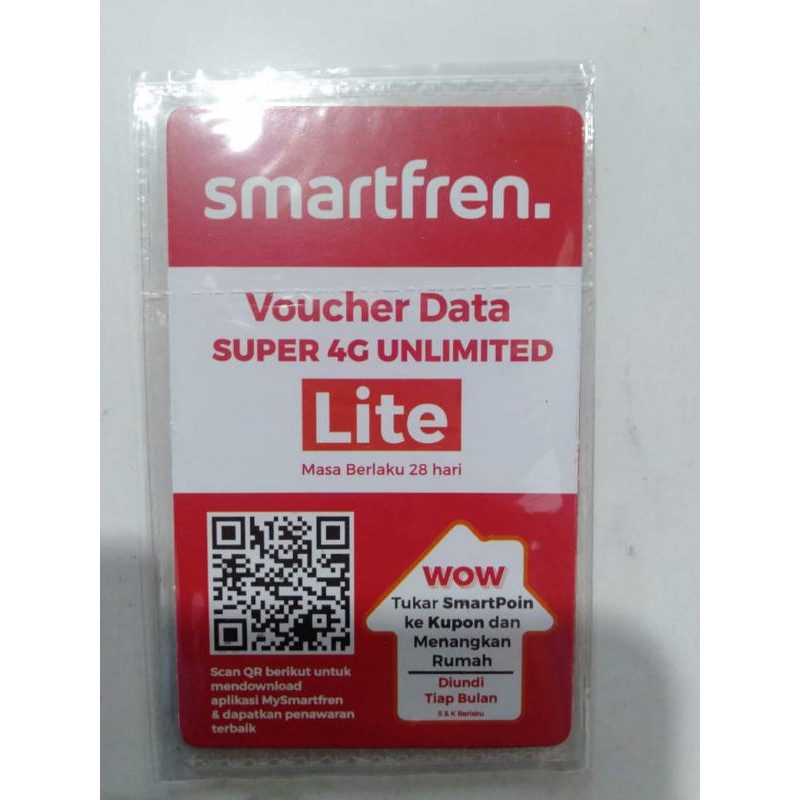 smartfren.
Voucher Data
SUPER 4G UNLIMITED
Lite
Masa Berlaku 28 hari
Scan QR berikut untuk
mendownload
aplikasi MySmartfren
& dapatkan penawaran
terbaik
WOW
Tukar SmartPoin
ke Kupon dan
Menangkan
Rumah
Diundi
Tiap Bulan
S & K Berlaku